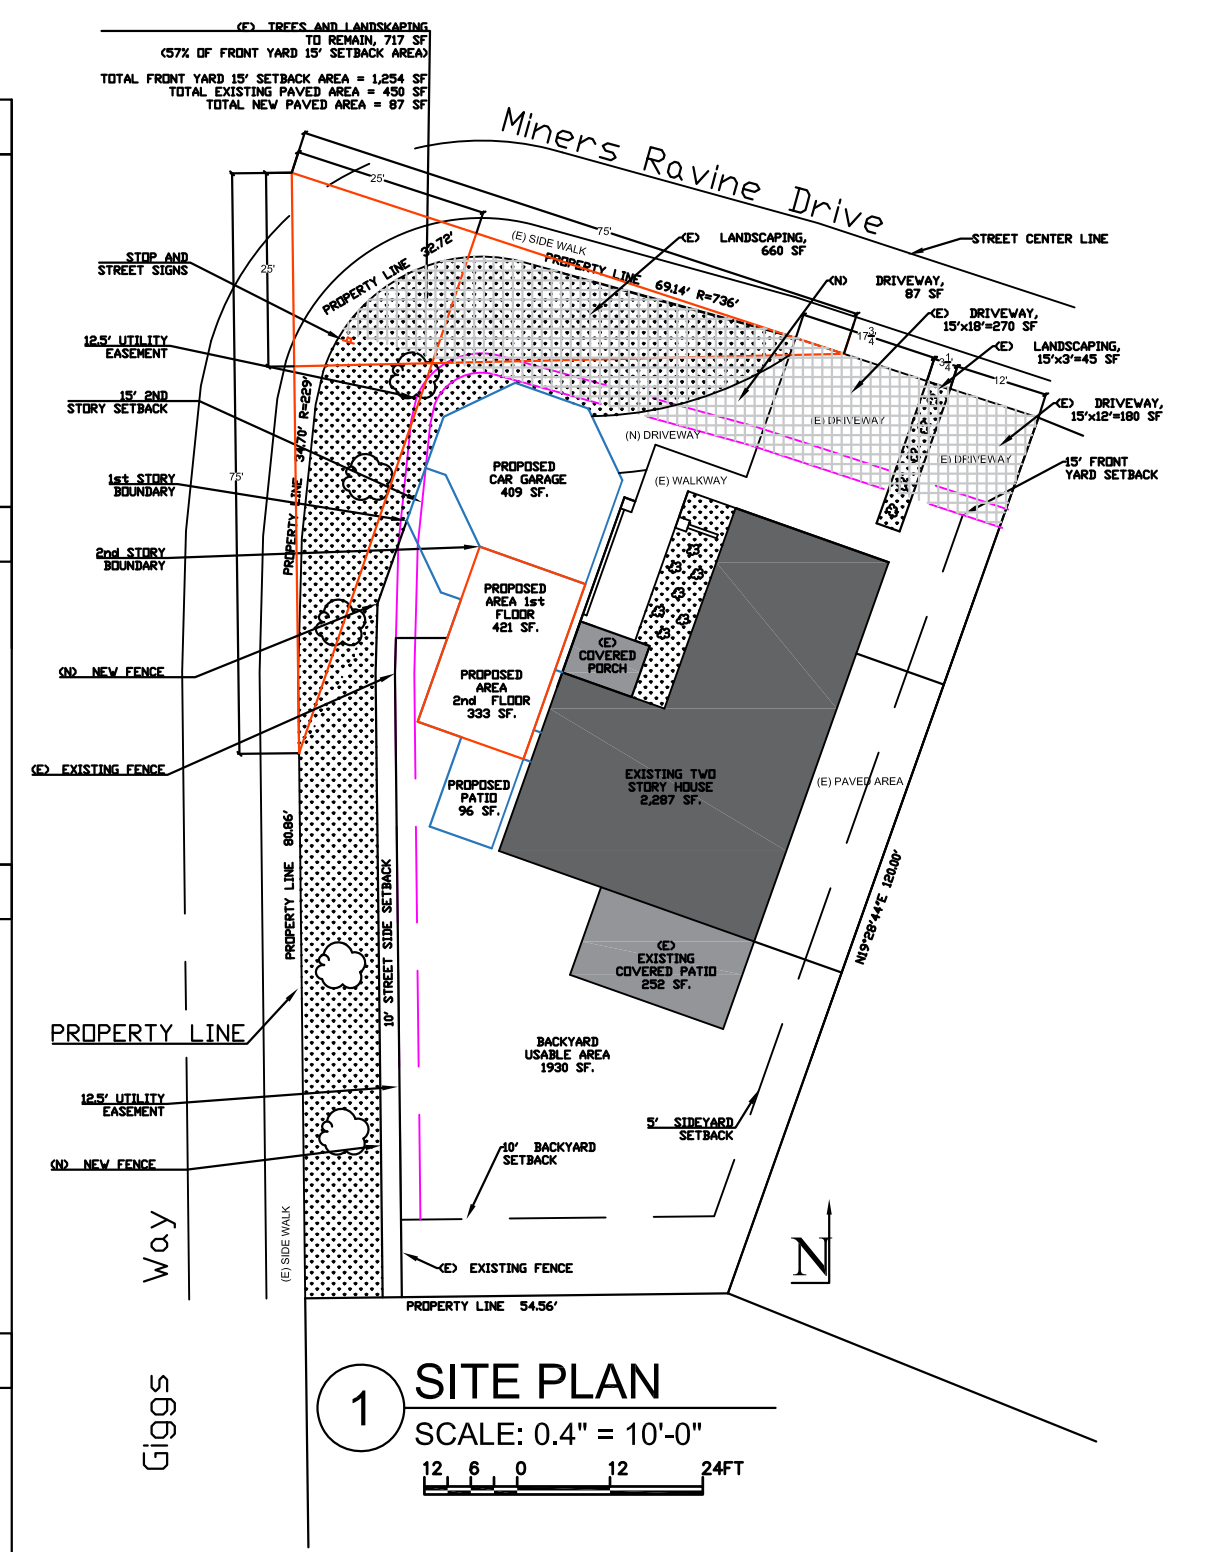 (E) TREES AND LANDSKAPING
TO REMAIN, 717 SF
(57% OF FRONT YARD 15' SETBACK AREA)
TOTAL FRONT YARD 15' SETBACK AREA = 1,254 SF
TOTAL EXISTING PAVED AREA = 450 SF
TOTAL NEW PAVED AREA = 87 SF
Miners Ravine Drive
25'
75'
(E) SIDE WALK
(E) LANDSCAPING,
660 SF
STREET CENTER LINE
PROPERTY LINE 32.72'
PROPERTY LINE 69.14' R=736'
STOP AND
STREET SIGNS
25'
(N) DRIVEWAY,
87 SF
(E) DRIVEWAY,
15'x18'=270 SF
12.5' UTILITY
EASEMENT
17 3/4'
(E) LANDSCAPING,
15'x3'=45 SF
3 1/4'
12'
15' 2ND
STORY SETBACK
(E) DRIVEWAY,
15'x12'=180 SF
(E) DRIVEWAY
(N) DRIVEWAY
(E) DRIVEWAY
15' FRONT
YARD SETBACK
PROPERTY LINE 34.70' R=229'
75'
1st STORY
BOUNDARY
PROPOSED
CAR GARAGE
409 SF.
(E) WALKWAY
2nd STORY
BOUNDARY
PROPOSED
AREA 1st
FLOOR
421 SF.
(E)
COVERED
PORCH
(N) NEW FENCE
PROPOSED
AREA
2nd FLOOR
333 SF.
(E) EXISTING FENCE
PROPOSED
PATIO
96 SF.
EXISTING TWO
STORY HOUSE
2,287 SF.
(E) PAVED AREA
PROPERTY LINE 80.86'
10' STREET SIDE SETBACK
N19°28'44"E 120.00'
(E)
EXISTING
COVERED PATIO
252 SF.
PROPERTY LINE
BACKYARD
USABLE AREA
1930 SF.
12.5' UTILITY
EASEMENT
5' SIDEYARD
SETBACK
10' BACKYARD
SETBACK
(N) NEW FENCE
(E) SIDE WALK
(E) EXISTING FENCE
N
PROPERTY LINE 54.56'
Giggs Way
1
SITE PLAN
SCALE: 0.4" = 10'-0"
12 6 0 12 24FT